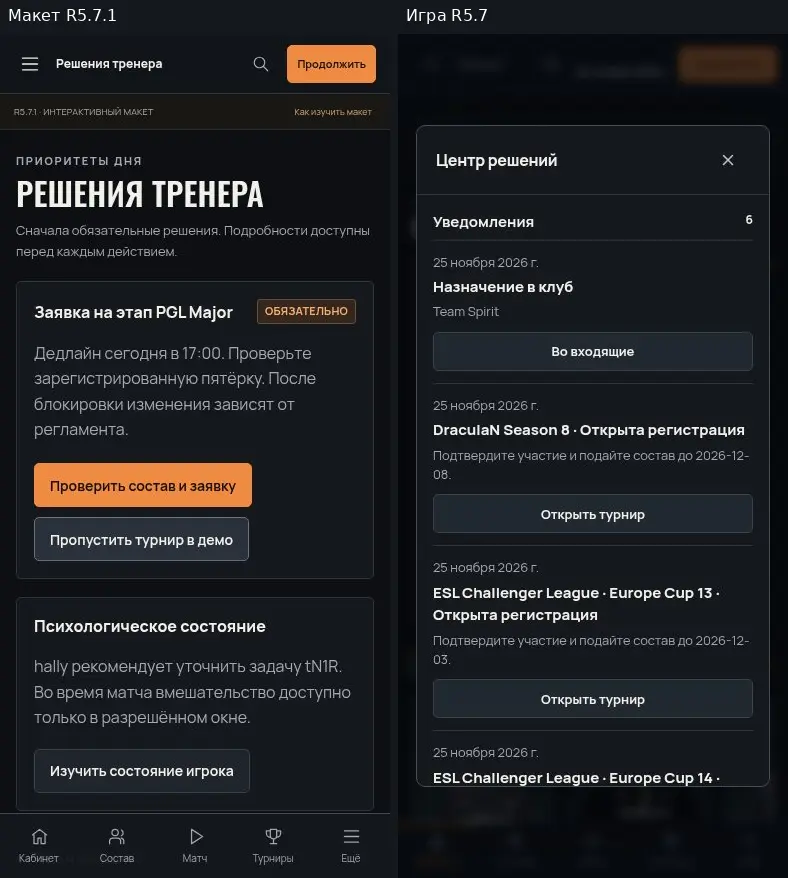 Макет R5.7.1
Решения тренера
Продолжить
R5.7.1 · ИНТЕРАКТИВНЫЙ МАКЕТ
Как изучить макет
ПРИОРИТЕТЫ ДНЯ
РЕШЕНИЯ ТРЕНЕРА
Сначала обязательные решения. Подробности доступны
перед каждым действием.
Заявка на этап PGL Major
ОБЯЗАТЕЛЬНО
Дедлайн сегодня в 17:00. Проверьте
зарегистрированную пятёрку. После
блокировки изменения зависят от
регламента.
Проверить состав и заявку
Пропустить турнир в демо
Психологическое состояние
hally рекомендует уточнить задачу tN1R.
Во время матча вмешательство доступно
только в разрешённом окне.
Изучить состояние игрока
Кабинет
Состав
Матч
Турниры
Ещё
Игра R5.7
Центр решений
Уведомления
6
25 ноября 2026 г.
Назначение в клуб
Team Spirit
Во входящие
25 ноября 2026 г.
DraculaN Season 8 · Открыта регистрация
Подтвердите участие и подайте состав до 2026-12-
08.
Открыть турнир
25 ноября 2026 г.
ESL Challenger League · Europe Cup 13 ·
Открыта регистрация
Подтвердите участие и подайте состав до 2026-12-
03.
Открыть турнир
25 ноября 2026 г.
ESL Challenger League · Europe Cup 14 ·